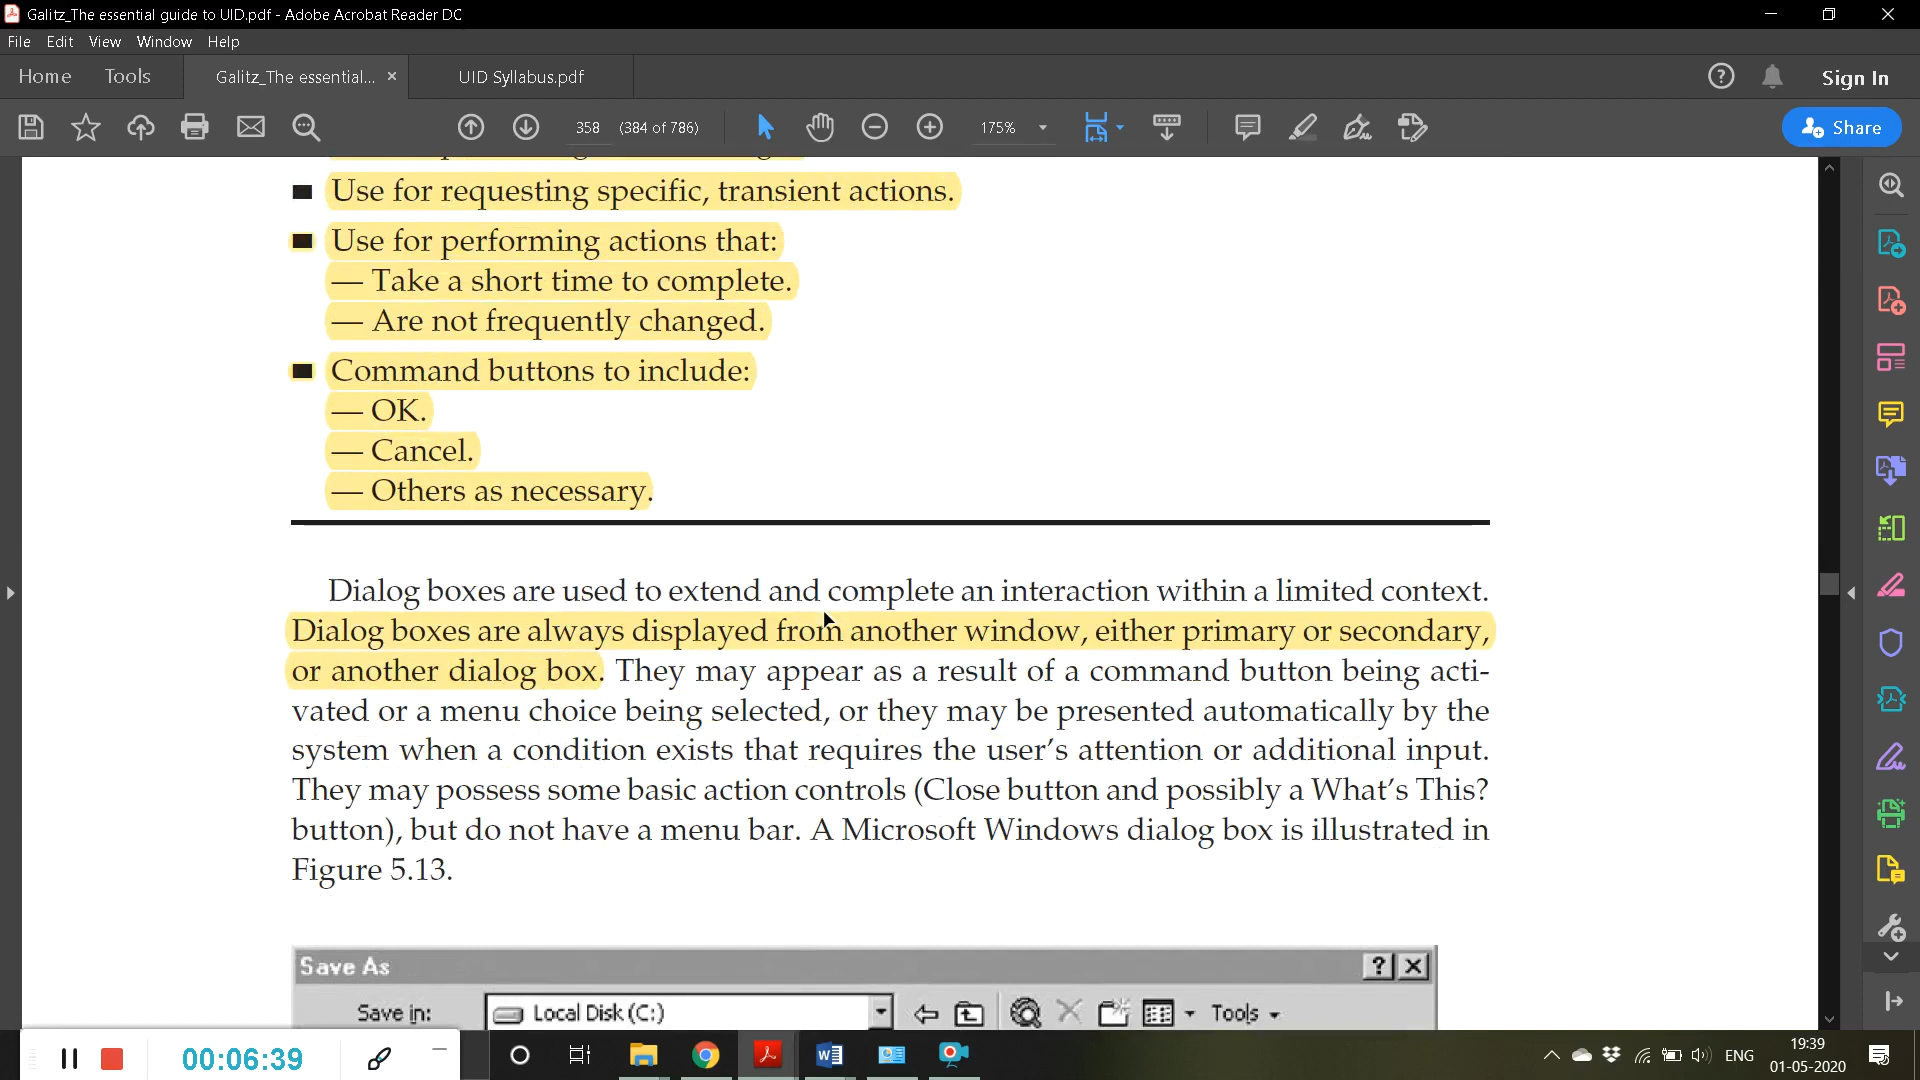 Galitz_The essential guide to UID.pdf - Adobe Acrobat Reader DC
File Edit View Window Help
Home Tools Galitz_The essential... × UID Syllabus.pdf Sign In
358 (384 of 786) 175% Share
■ Use for requesting specific, transient actions.
■ Use for performing actions that:
— Take a short time to complete.
— Are not frequently changed.
■ Command buttons to include:
— OK.
— Cancel.
— Others as necessary.
Dialog boxes are used to extend and complete an interaction within a limited context.
Dialog boxes are always displayed from another window, either primary or secondary,
or another dialog box. They may appear as a result of a command button being acti-
vated or a menu choice being selected, or they may be presented automatically by the
system when a condition exists that requires the user's attention or additional input.
They may possess some basic action controls (Close button and possibly a What's This?
button), but do not have a menu bar. A Microsoft Windows dialog box is illustrated in
Figure 5.13.
Save As
Save in: Local Disk (C:) Tools
00:06:39 ENG 19:39
01-05-2020